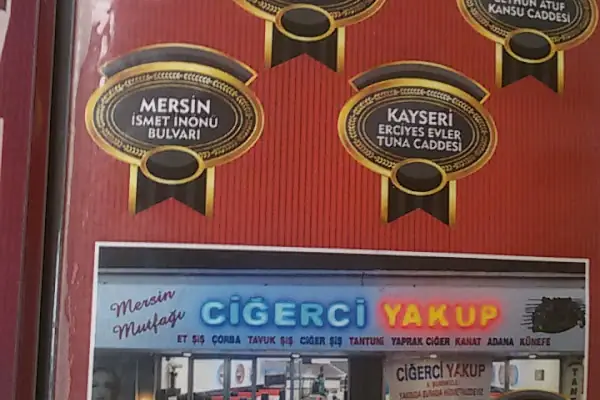 CEYHUN ATUF
KANSU CADDESİ
MERSİN
İSMET İNÖNÜ
BULVARI
KAYSERİ
ERCİYES EVLER
TUNA CADDESİ
Mersin
Mutfağı
CİĞERCİ YAKUP
ET ŞİŞ ÇORBA TAVUK ŞİŞ CİĞER ŞİŞ TANTUNİ YAPRAK CİĞER KANAT ADANA KÜNEFE
CİĞERCİ YAKUP